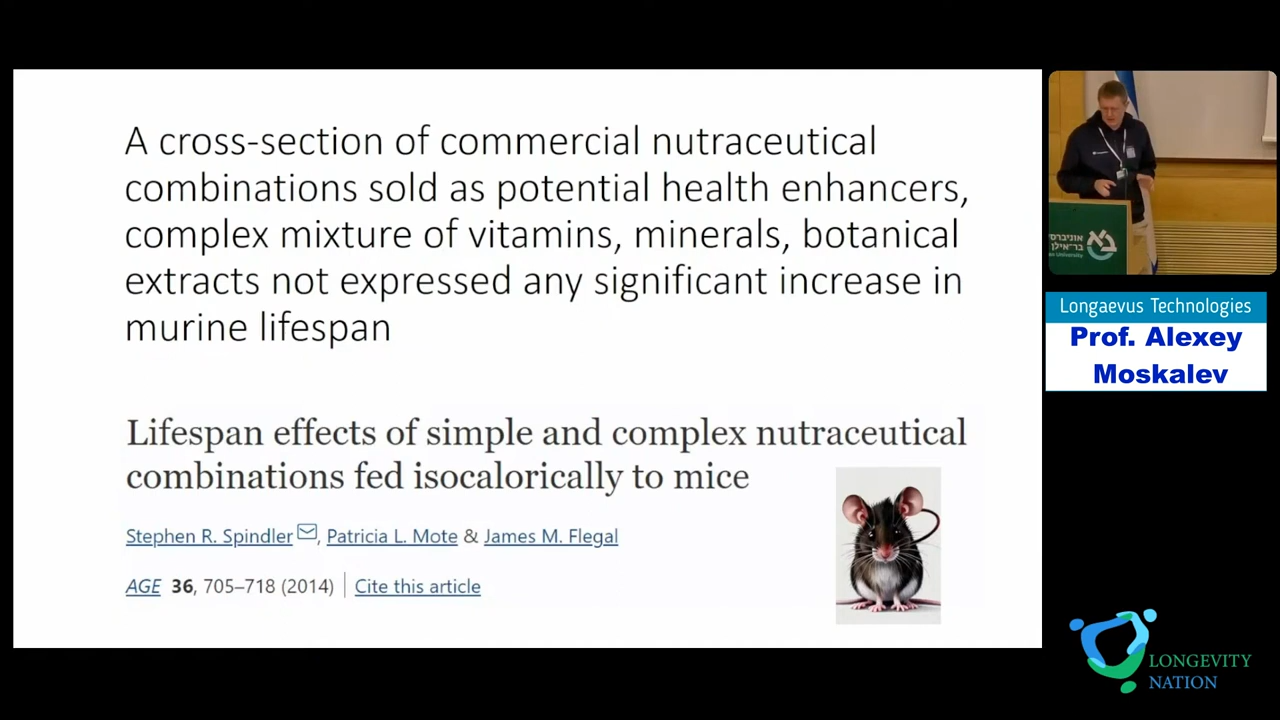 A cross-section of commercial nutraceutical
combinations sold as potential health enhancers,
complex mixture of vitamins, minerals, botanical
extracts not expressed any significant increase in
murine lifespan
Lifespan effects of simple and complex nutraceutical
combinations fed isocalorically to mice
Stephen R. Spindler, Patricia L. Mote & James M. Flegal
AGE 36, 705–718 (2014) | Cite this article
Longaevus Technologies
Prof. Alexey
Moskalev
LONGEVITY
NATION